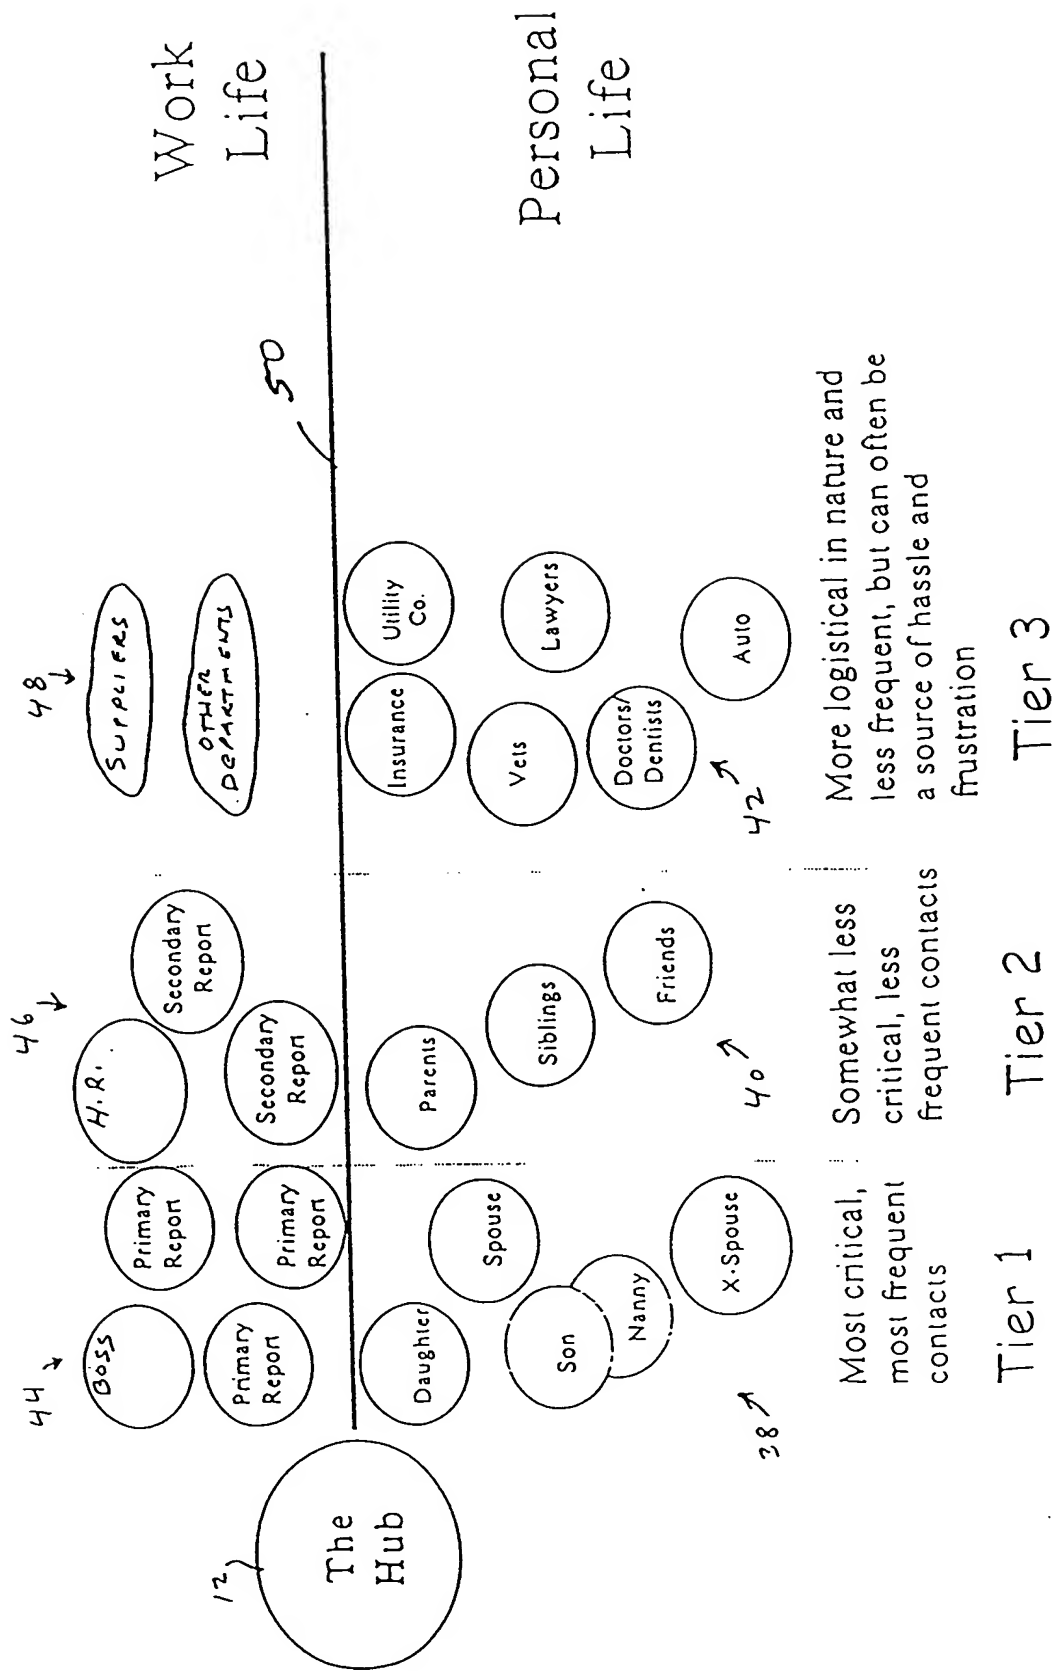 Work
Life
Personal
Life
50
12
The
Hub
44
Boss
Primary
Report
Primary
Report
Primary
Report
46
H.R.
Secondary
Report
Secondary
Report
48
SUPPLIERS
OTHER
DEPARTMENTS
Daughter
Spouse
Son
Nanny
X-Spouse
38
Parents
Siblings
Friends
40
Insurance
Utility
Co.
Vets
Lawyers
Doctors/
Dentists
Auto
42
Most critical,
most frequent
contacts
Tier 1
Somewhat less
critical, less
frequent contacts
Tier 2
More logistical in nature and
less frequent, but can often be
a source of hassle and
frustration
Tier 3